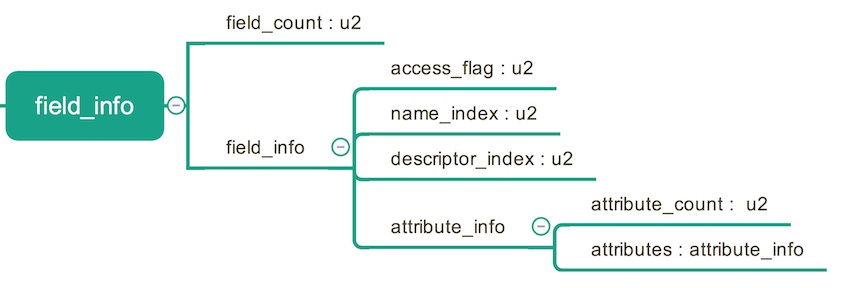 field_info
field_count : u2
field_info
access_flag : u2
name_index : u2
descriptor_index : u2
attribute_info
attribute_count : u2
attributes : attribute_info